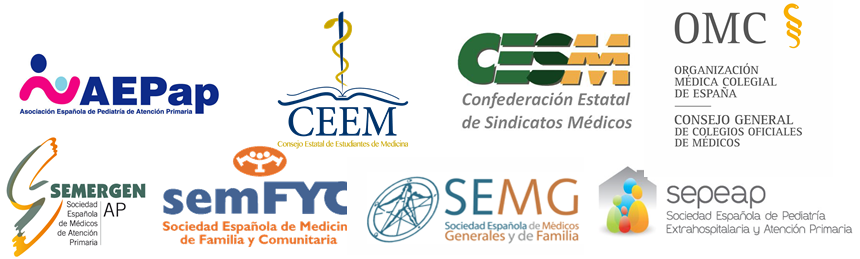 AEPap
Asociación Española de Pediatría de Atención Primaria
CEEM
Consejo Estatal de Estudiantes de Medicina
CESM
Confederación Estatal
de Sindicatos Médicos
OMC
ORGANIZACIÓN
MÉDICA COLEGIAL
DE ESPAÑA
CONSEJO GENERAL
DE COLEGIOS OFICIALES
DE MÉDICOS
SEMERGEN
AP
Sociedad
Española
de Médicos
de Atención
Primaria
semFYC
Sociedad Española de Medicin
de Familia y Comunitaria
SEMG
Sociedad Española de Médicos
Generales y de Familia
sepeap
Sociedad Española de Pediatría
Extrahospitalaria y Atención Primaria